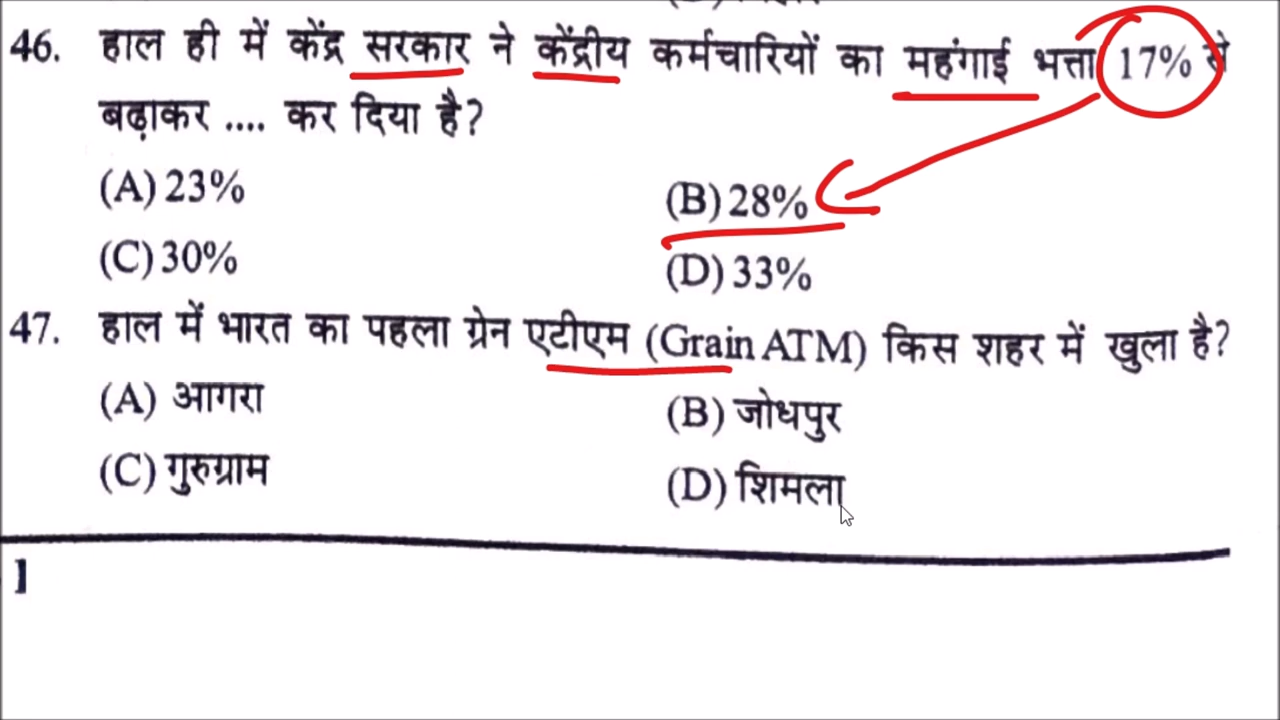 46. हाल ही में केंद्र सरकार ने केंद्रीय कर्मचारियों का महंगाई भत्ता 17% से
बढ़ाकर .... कर दिया है?
(A) 23%
(B) 28%
(C) 30%
(D) 33%
47. हाल में भारत का पहला ग्रेन एटीएम (Grain ATM) किस शहर में खुला है?
(A) आगरा
(B) जोधपुर
(C) गुरुग्राम
(D) शिमला
]